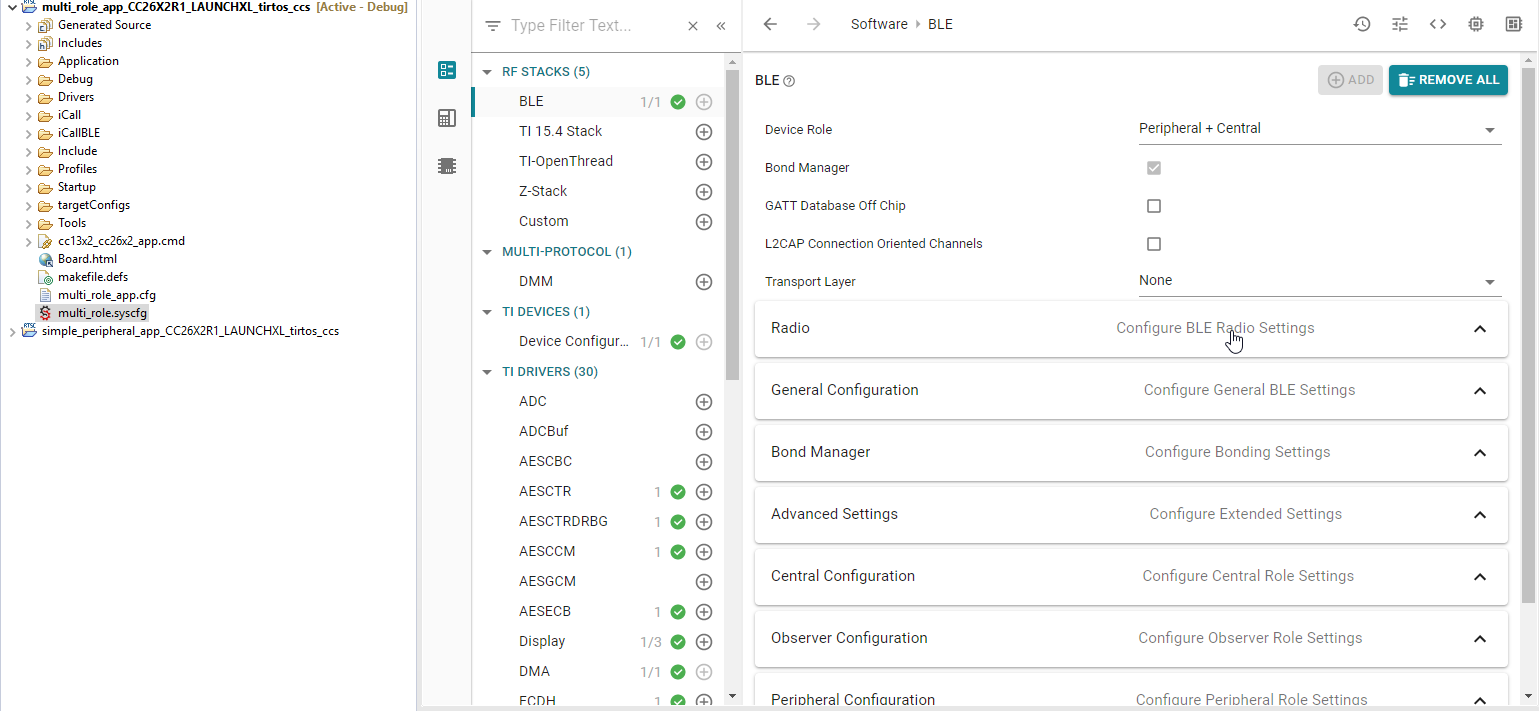 multi_role_app_CC26X2R1_LAUNCHXL_tirtos_ccs [Active - Debug]
Generated Source
Includes
Application
Debug
Drivers
iCall
iCallBLE
Include
Profiles
Startup
targetConfigs
Tools
cc13x2_cc26x2_app.cmd
Board.html
makefile.defs
multi_role_app.cfg
multi_role.syscfg
simple_peripheral_app_CC26X2R1_LAUNCHXL_tirtos_ccs
Type Filter Text...
RF STACKS (5)
BLE 1/1
TI 15.4 Stack
TI-OpenThread
Z-Stack
Custom
MULTI-PROTOCOL (1)
DMM
TI DEVICES (1)
Device Configur... 1/1
TI DRIVERS (30)
ADC
ADCBuf
AESCBC
AESCTR 1
AESCTRDRBG 1
AESCCM 1
AESGCM
AESECB 1
Display 1/3
DMA 1/1
ECDH 1
Software BLE
BLE ADD REMOVE ALL
Device Role Peripheral + Central
Bond Manager
GATT Database Off Chip
L2CAP Connection Oriented Channels
Transport Layer None
Radio Configure BLE Radio Settings
General Configuration Configure General BLE Settings
Bond Manager Configure Bonding Settings
Advanced Settings Configure Extended Settings
Central Configuration Configure Central Role Settings
Observer Configuration Configure Observer Role Settings
Peripheral Configuration Configure Peripheral Role Settings